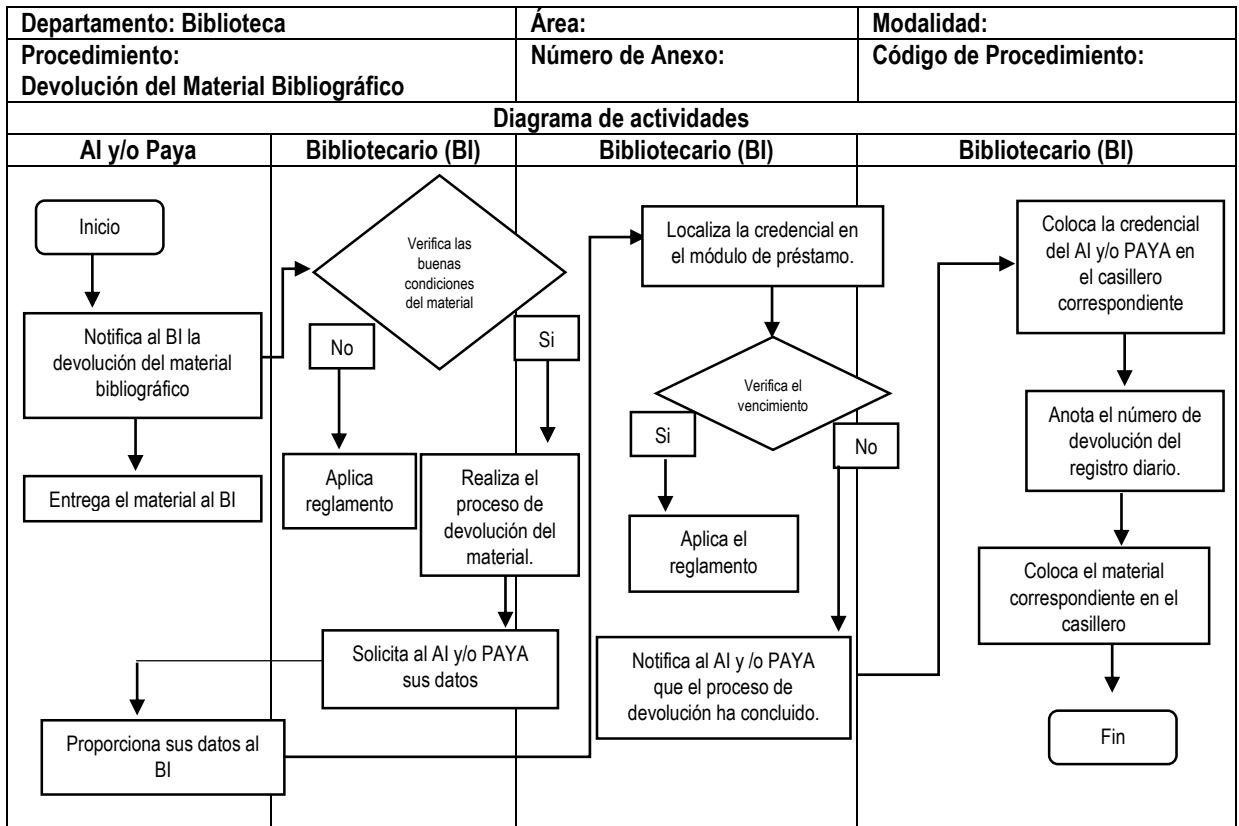 Departamento: Biblioteca
Área:
Modalidad:
Procedimiento:
Devolución del Material Bibliográfico
Número de Anexo:
Código de Procedimiento:
Diagrama de actividades
AI y/o Paya
Bibliotecario (BI)
Bibliotecario (BI)
Bibliotecario (BI)
Inicio
Notifica al BI la
devolución del material
bibliográfico
Entrega el material al BI
Verifica las
buenas
condiciones
del material
No
Si
Aplica
reglamento
Realiza el
proceso de
devolución del
material.
Solicita al AI y/o PAYA
sus datos
Proporciona sus datos al
BI
Localiza la credencial en
el módulo de préstamo.
Verifica el
vencimiento
Si
No
Aplica el
reglamento
Notifica al AI y /o PAYA
que el proceso de
devolución ha concluido.
Coloca la credencial
del AI y/o PAYA en
el casillero
correspondiente
Anota el número de
devolución del
registro diario.
Coloca el material
correspondiente en el
casillero
Fin